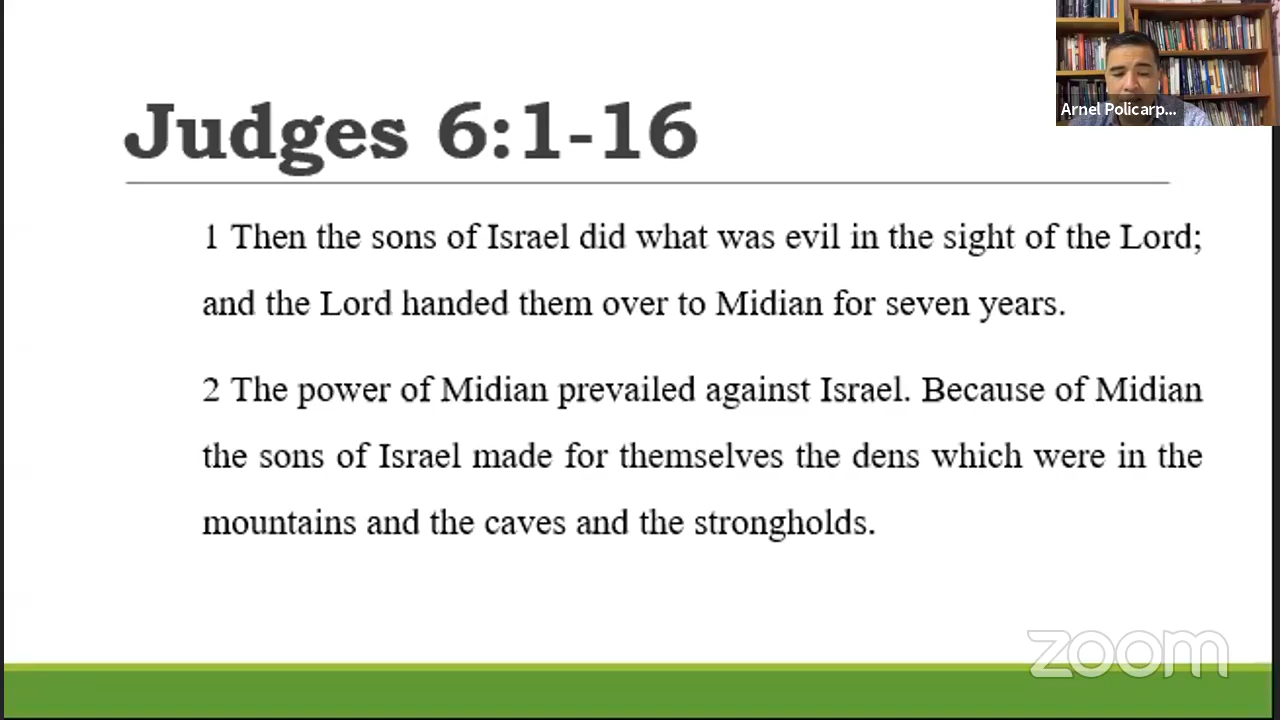 Arnel Policarp...
Judges 6:1-16
1 Then the sons of Israel did what was evil in the sight of the Lord;
and the Lord handed them over to Midian for seven years.
2 The power of Midian prevailed against Israel. Because of Midian
the sons of Israel made for themselves the dens which were in the
mountains and the caves and the strongholds.
zoom